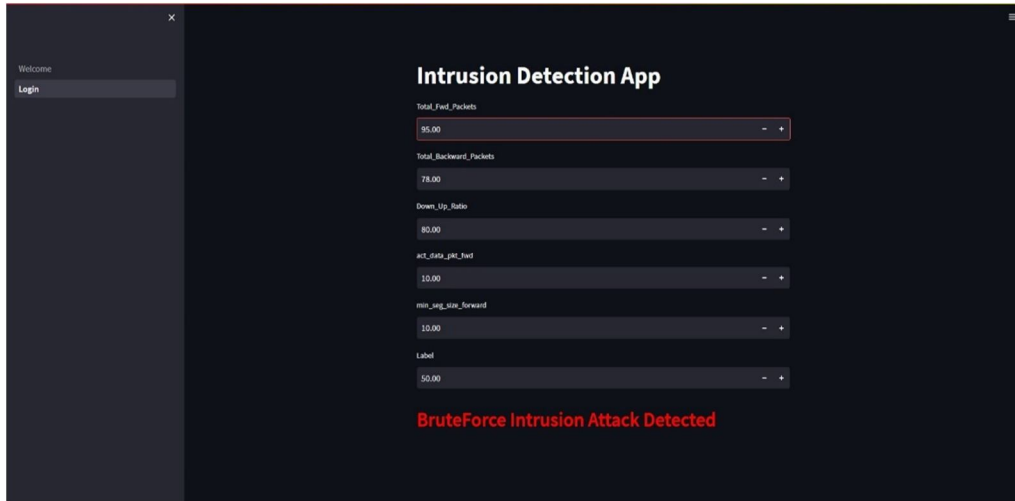 Welcome
Login
Intrusion Detection App
Total_Fwd_Packets
95.00
Total_Backward_Packets
78.00
Down_Up_Ratio
80.00
act_data_pkt_fwd
10.00
min_seg_size_forward
10.00
Label
50.00
BruteForce Intrusion Attack Detected